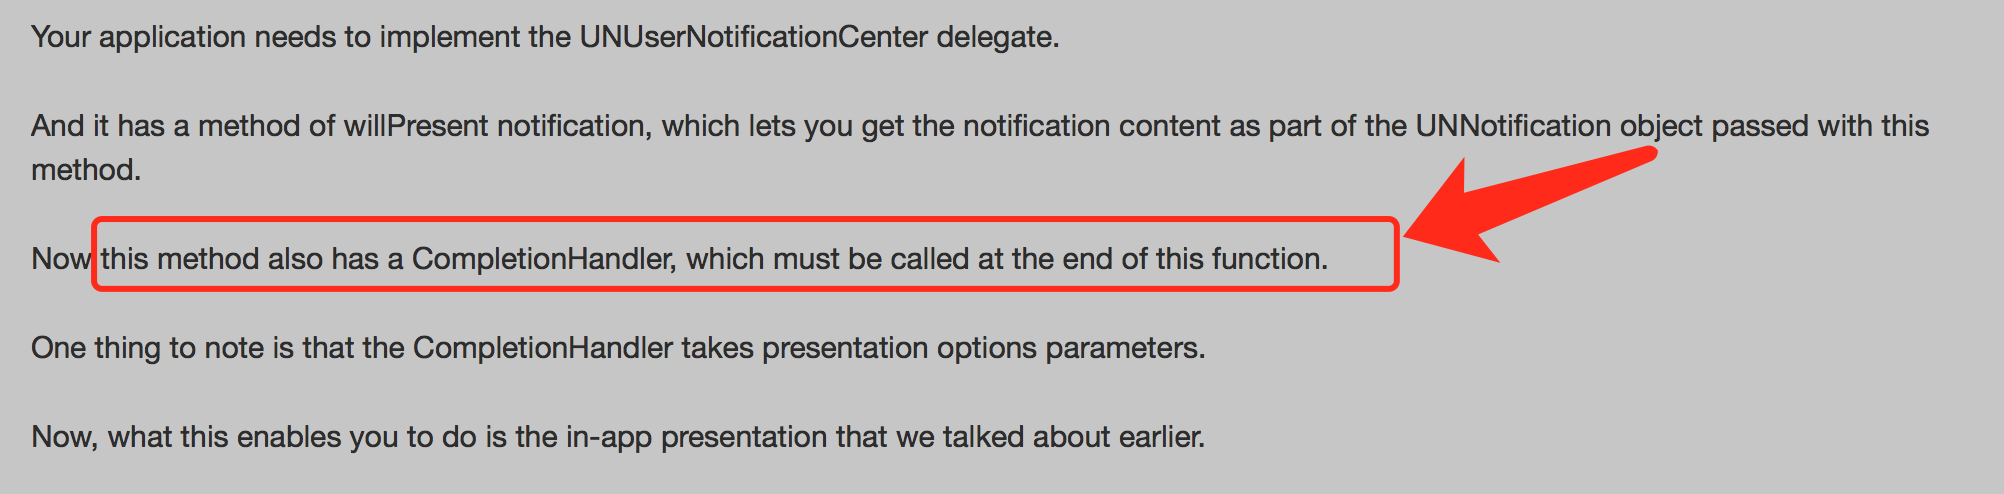 Your application needs to implement the UNUserNotificationCenter delegate.
And it has a method of willPresent notification, which lets you get the notification content as part of the UNNotification object passed with this
method.
Now this method also has a CompletionHandler, which must be called at the end of this function.
One thing to note is that the CompletionHandler takes presentation options parameters.
Now, what this enables you to do is the in-app presentation that we talked about earlier.